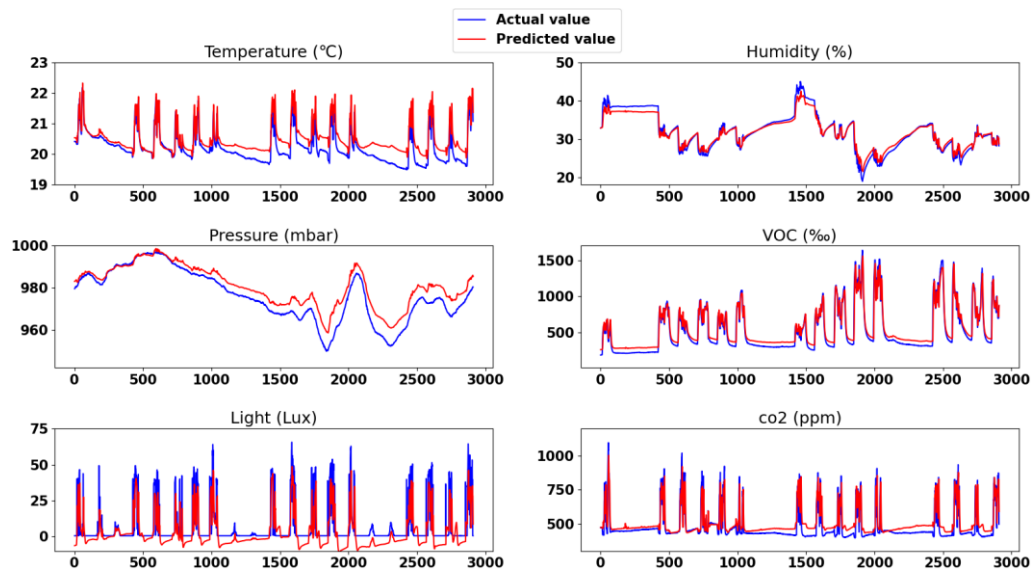 Actual value
Predicted value
Temperature (℃)
23
22
21
20
19
0 500 1000 1500 2000 2500 3000
Humidity (%)
50
40
30
20
0 500 1000 1500 2000 2500 3000
Pressure (mbar)
1000
980
960
0 500 1000 1500 2000 2500 3000
VOC (‰)
1500
1000
500
0 500 1000 1500 2000 2500 3000
Light (Lux)
75
50
25
0
0 500 1000 1500 2000 2500 3000
co2 (ppm)
1000
750
500
0 500 1000 1500 2000 2500 3000